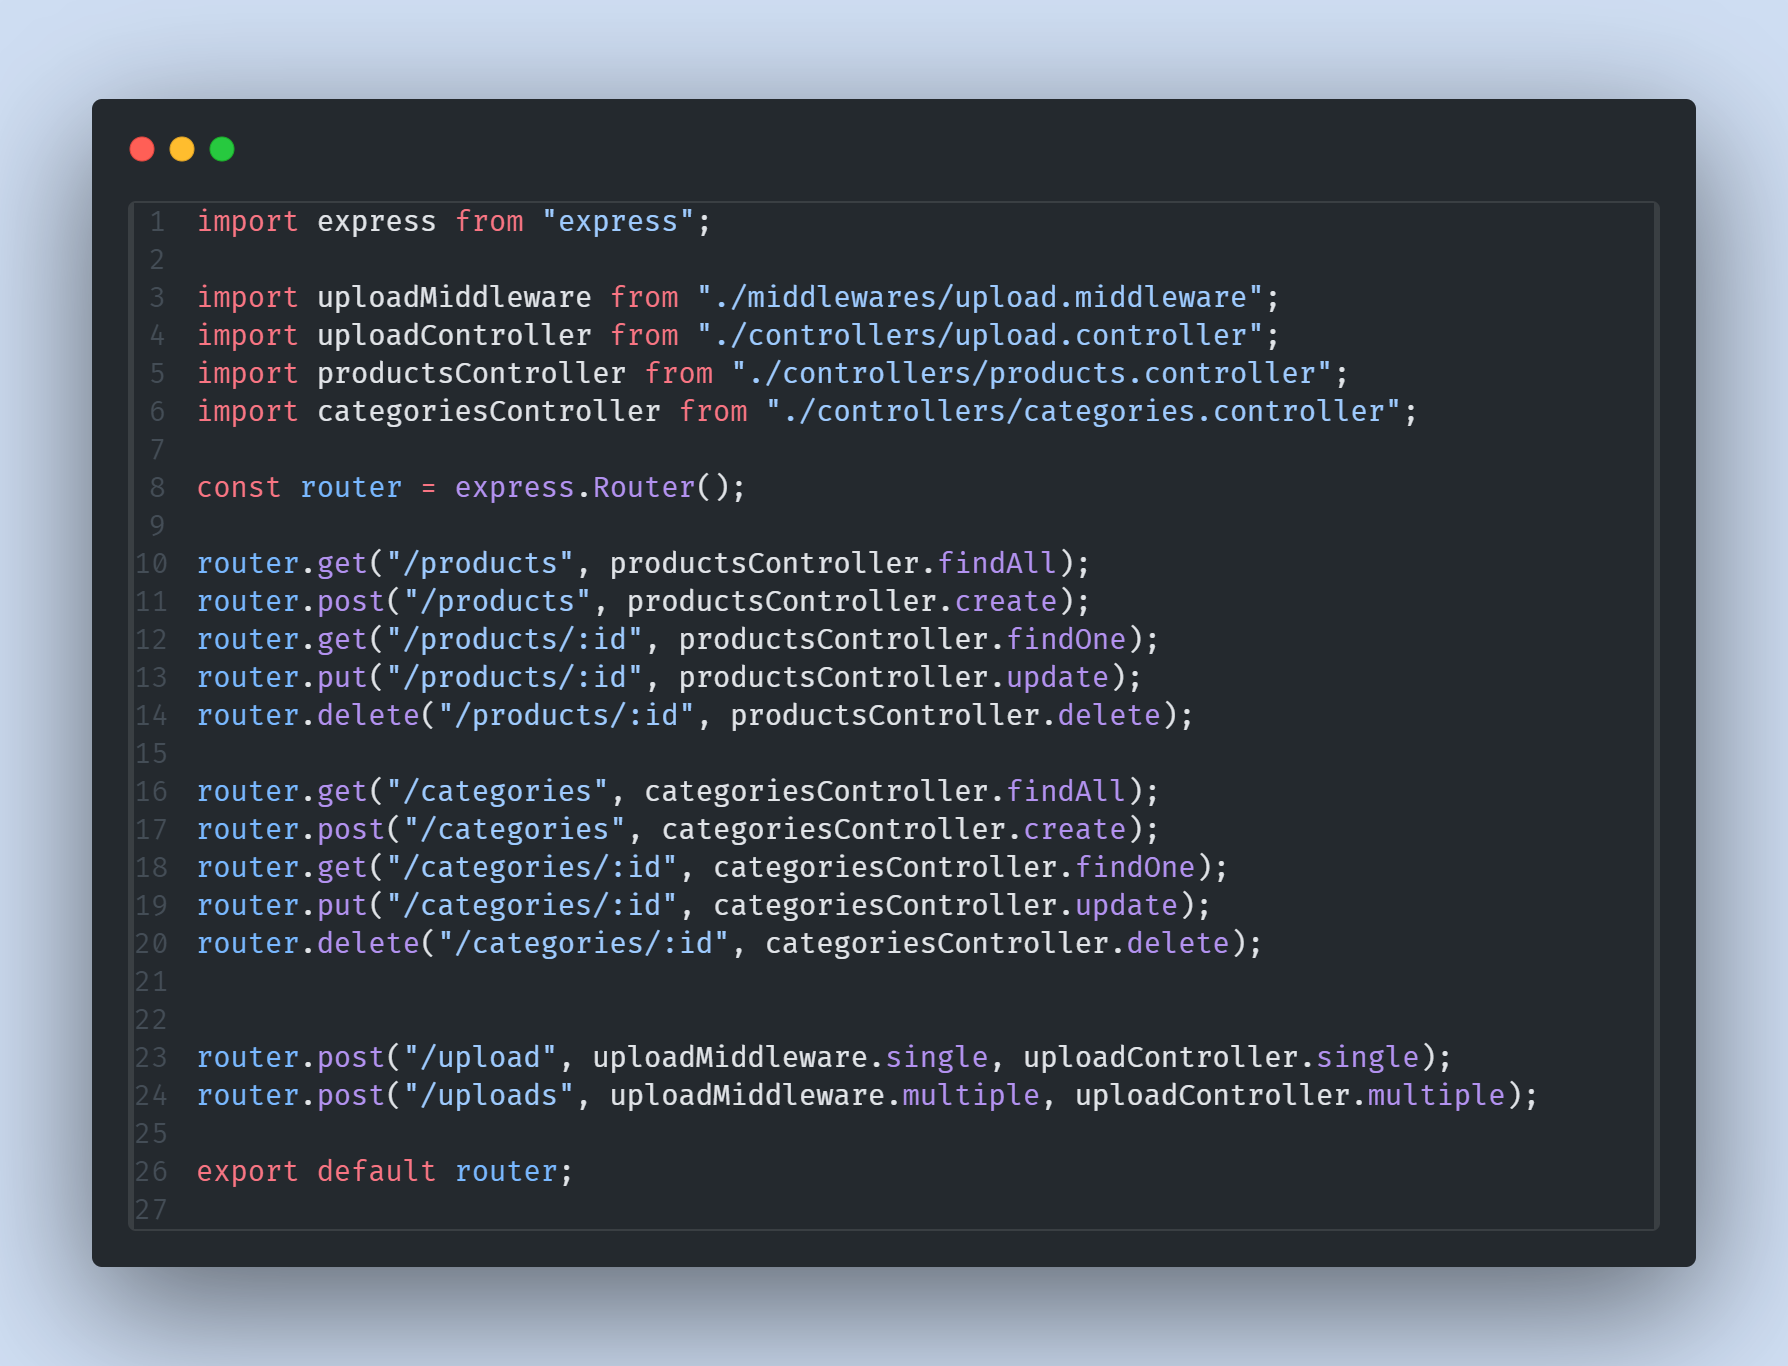 1 import express from "express";
2
3 import uploadMiddleware from "./middlewares/upload.middleware";
4 import uploadController from "./controllers/upload.controller";
5 import productsController from "./controllers/products.controller";
6 import categoriesController from "./controllers/categories.controller";
7
8 const router = express.Router();
9
10 router.get("/products", productsController.findAll);
11 router.post("/products", productsController.create);
12 router.get("/products/:id", productsController.findOne);
13 router.put("/products/:id", productsController.update);
14 router.delete("/products/:id", productsController.delete);
15
16 router.get("/categories", categoriesController.findAll);
17 router.post("/categories", categoriesController.create);
18 router.get("/categories/:id", categoriesController.findOne);
19 router.put("/categories/:id", categoriesController.update);
20 router.delete("/categories/:id", categoriesController.delete);
21
22
23 router.post("/upload", uploadMiddleware.single, uploadController.single);
24 router.post("/uploads", uploadMiddleware.multiple, uploadController.multiple);
25
26 export default router;
27